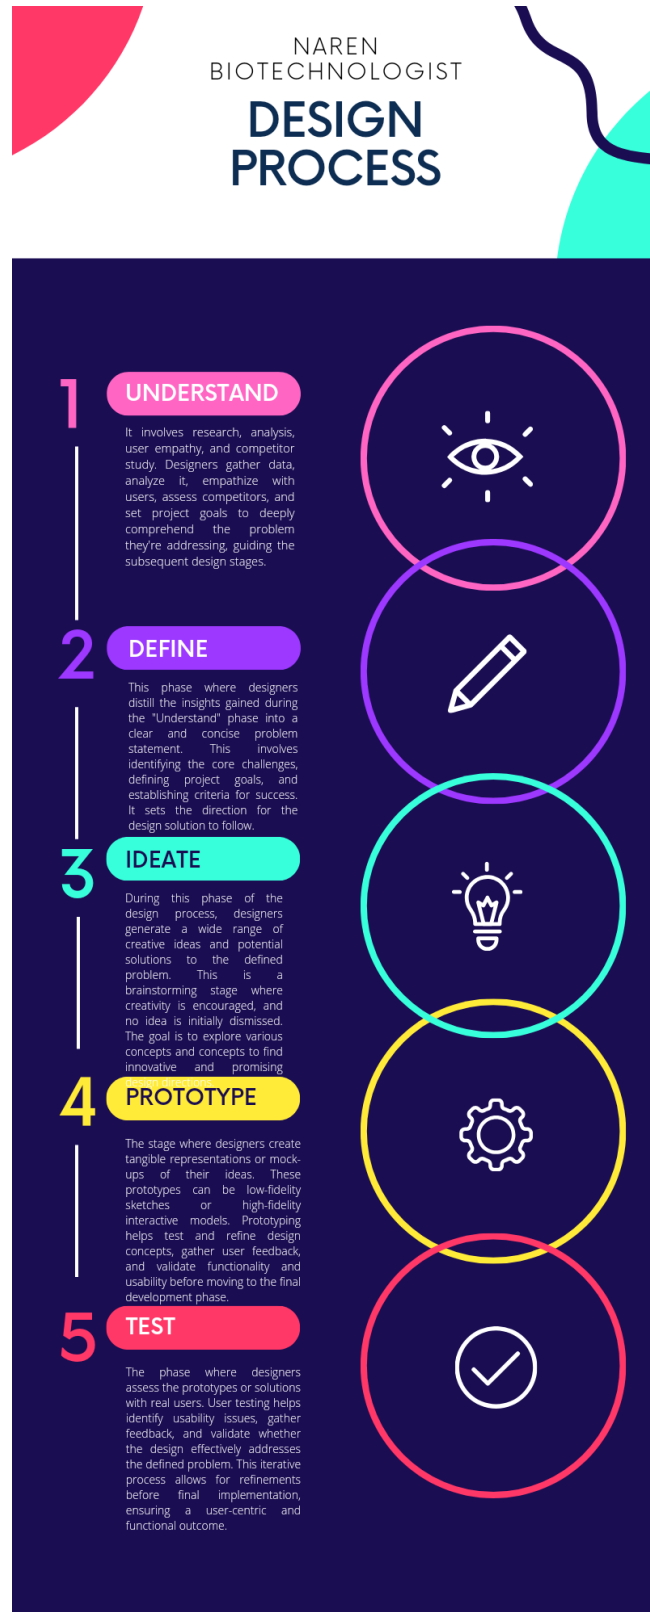 NAREN
BIOTECHNOLOGIST
DESIGN
PROCESS
1
UNDERSTAND
It involves research, analysis,
user empathy, and competitor
study. Designers gather data,
analyze it, empathize with
users, assess competitors, and
set project goals to deeply
comprehend the problem
they're addressing, guiding the
subsequent design stages.
2
DEFINE
This phase where designers
distill the insights gained during
the "Understand" phase into a
clear and concise problem
statement. This involves
identifying the core challenges,
defining project goals, and
establishing criteria for success.
It sets the direction for the
design solution to follow.
3
IDEATE
During this phase of the
design process, designers
generate a wide range of
creative ideas and potential
solutions to the defined
problem. This is a
brainstorming stage where
creativity is encouraged, and
no idea is initially dismissed.
The goal is to explore various
concepts and concepts to find
innovative and promising
design directions.
4
PROTOTYPE
The stage where designers create
tangible representations or mock-
ups of their ideas. These
prototypes can be low-fidelity
sketches or high-fidelity
interactive models. Prototyping
helps test and refine design
concepts, gather user feedback,
and validate functionality and
usability before moving to the final
development phase.
5
TEST
The phase where designers
assess the prototypes or solutions
with real users. User testing helps
identify usability issues, gather
feedback, and validate whether
the design effectively addresses
the defined problem. This iterative
process allows for refinements
before final implementation,
ensuring a user-centric and
functional outcome.